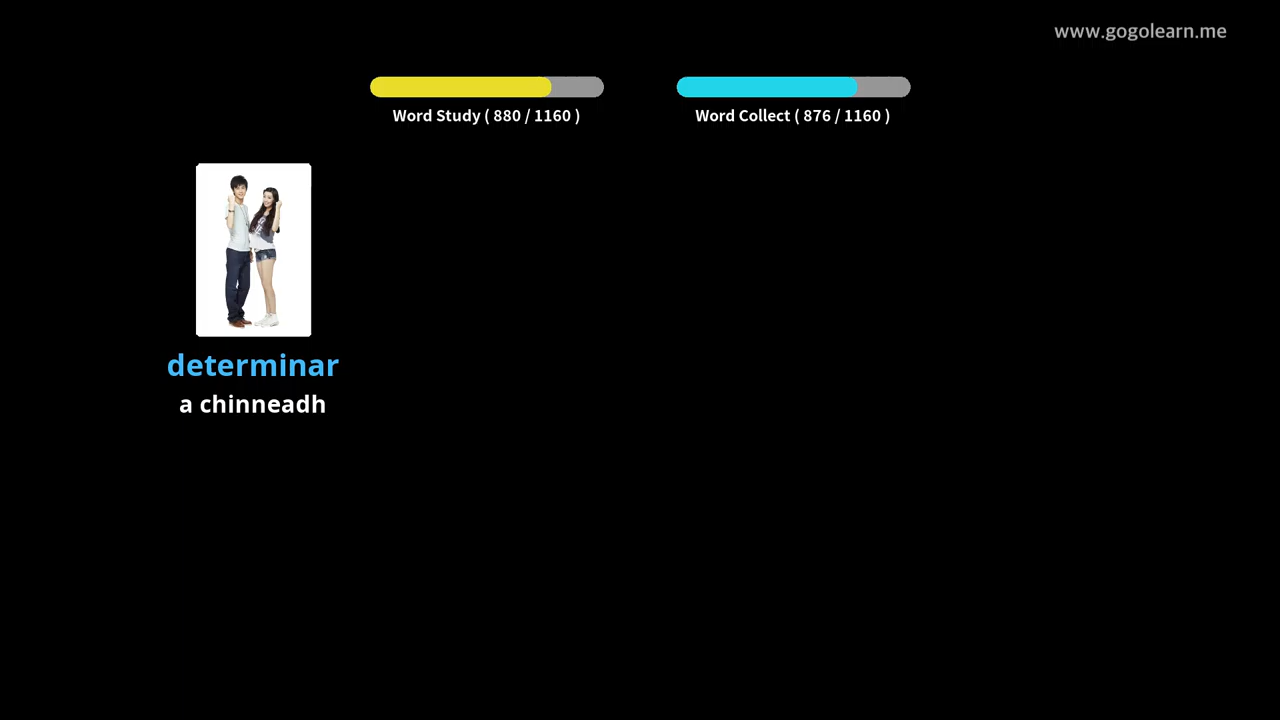 www.gogolearn.me
Word Study ( 880 / 1160 )
Word Collect ( 876 / 1160 )
determinar
a chinneadh